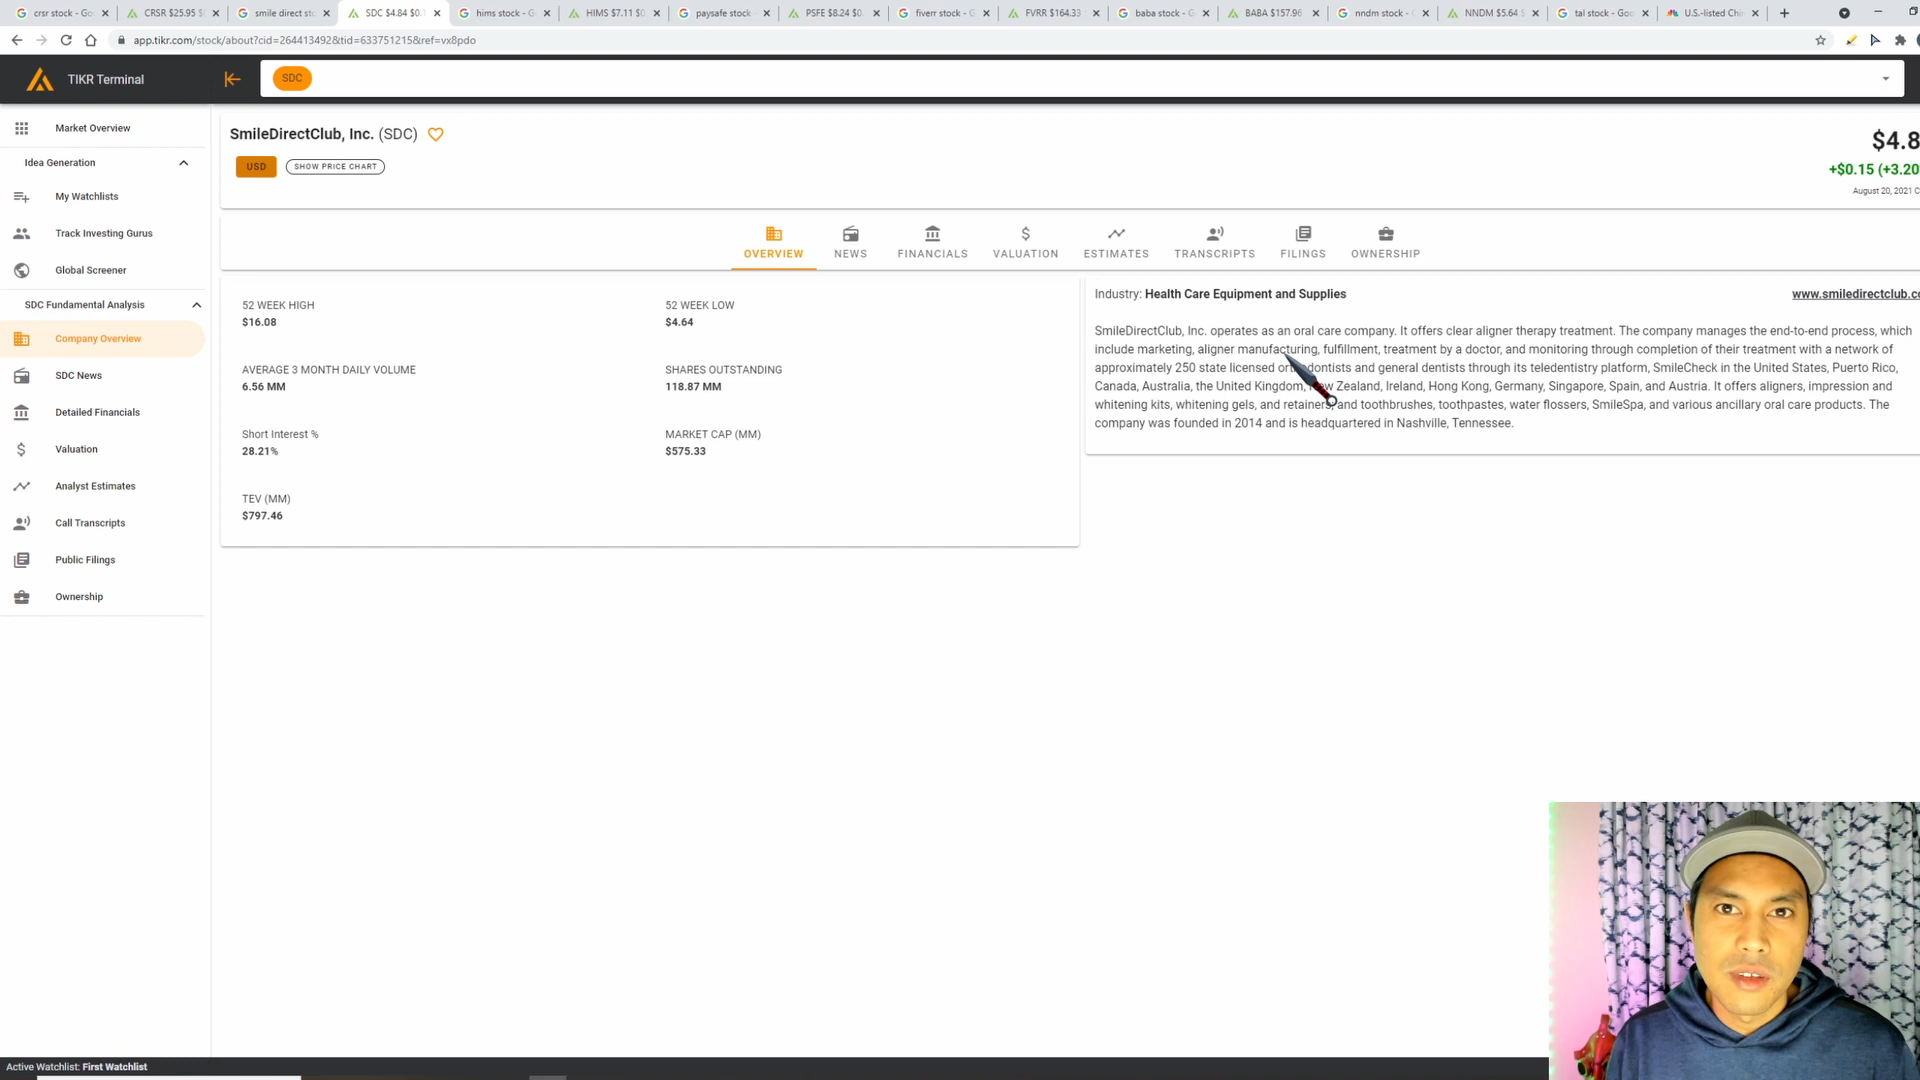 crsr stock - Goo
CRSR $25.95 $
smile direct sto
SDC $4.84 $0.
hims stock - G
HIMS $7.11 $0
paysafe stock
PSFE $8.24 $0.
fiverr stock - G
FVRR $164.33
baba stock - G
BABA $157.96
nndm stock -
NNDM $5.64 $
tal stock - Goo
U.S.-listed Chi
app.tikr.com/stock/about?cid=264413492&tid=633751215&ref=vx8pdo
TIKR Terminal
SDC
Market Overview
Idea Generation
My Watchlists
Track Investing Gurus
Global Screener
SDC Fundamental Analysis
Company Overview
SDC News
Detailed Financials
Valuation
Analyst Estimates
Call Transcripts
Public Filings
Ownership
SmileDirectClub, Inc. (SDC)
USD
SHOW PRICE CHART
$4.8
+$0.15 (+3.20
August 20, 2021 C
OVERVIEW
NEWS
FINANCIALS
VALUATION
ESTIMATES
TRANSCRIPTS
FILINGS
OWNERSHIP
52 WEEK HIGH
$16.08
52 WEEK LOW
$4.64
AVERAGE 3 MONTH DAILY VOLUME
6.56 MM
SHARES OUTSTANDING
118.87 MM
Short Interest %
28.21%
MARKET CAP (MM)
$575.33
TEV (MM)
$797.46
Industry: Health Care Equipment and Supplies
www.smiledirectclub.co
SmileDirectClub, Inc. operates as an oral care company. It offers clear aligner therapy treatment. The company manages the end-to-end process, which
include marketing, aligner manufacturing, fulfillment, treatment by a doctor, and monitoring through completion of their treatment with a network of
approximately 250 state licensed orthodontists and general dentists through its teledentistry platform, SmileCheck in the United States, Puerto Rico,
Canada, Australia, the United Kingdom, New Zealand, Ireland, Hong Kong, Germany, Singapore, Spain, and Austria. It offers aligners, impression and
whitening kits, whitening gels, and retainers; and toothbrushes, toothpastes, water flossers, SmileSpa, and various ancillary oral care products. The
company was founded in 2014 and is headquartered in Nashville, Tennessee.
Active Watchlist: First Watchlist